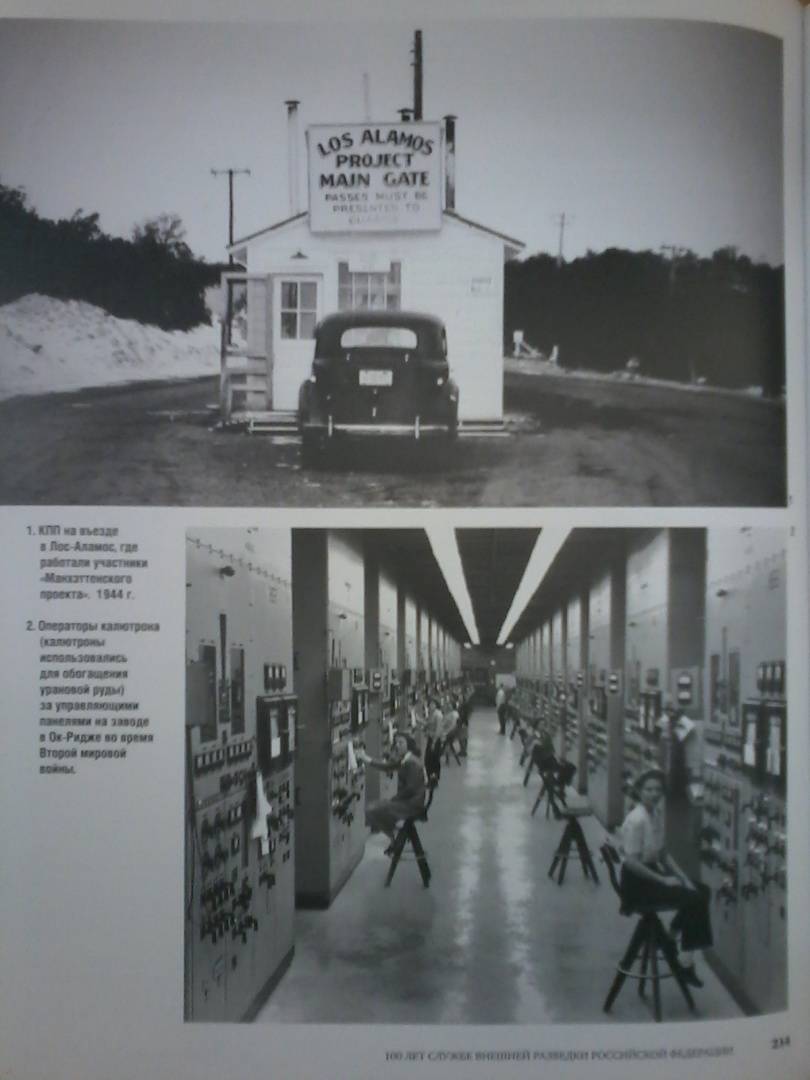 LOS ALAMOS
PROJECT
MAIN GATE
PASSES MUST BE
PRESENTED TO
1. КПП на въезде
в Лос-Аламос, где
работали участники
«Манхэттенского
проекта». 1944 г.
2. Операторы калютрона
(калютроны
использовались
для обогащения
урановой руды)
за управляющими
панелями на заводе
в Ок-Ридже во время
Второй мировой
войны.
100 ЛЕТ СЛУЖБЕ ВНЕШНЕЙ РАЗВЕДКИ РОССИЙСКОЙ ФЕДЕРАЦИИ